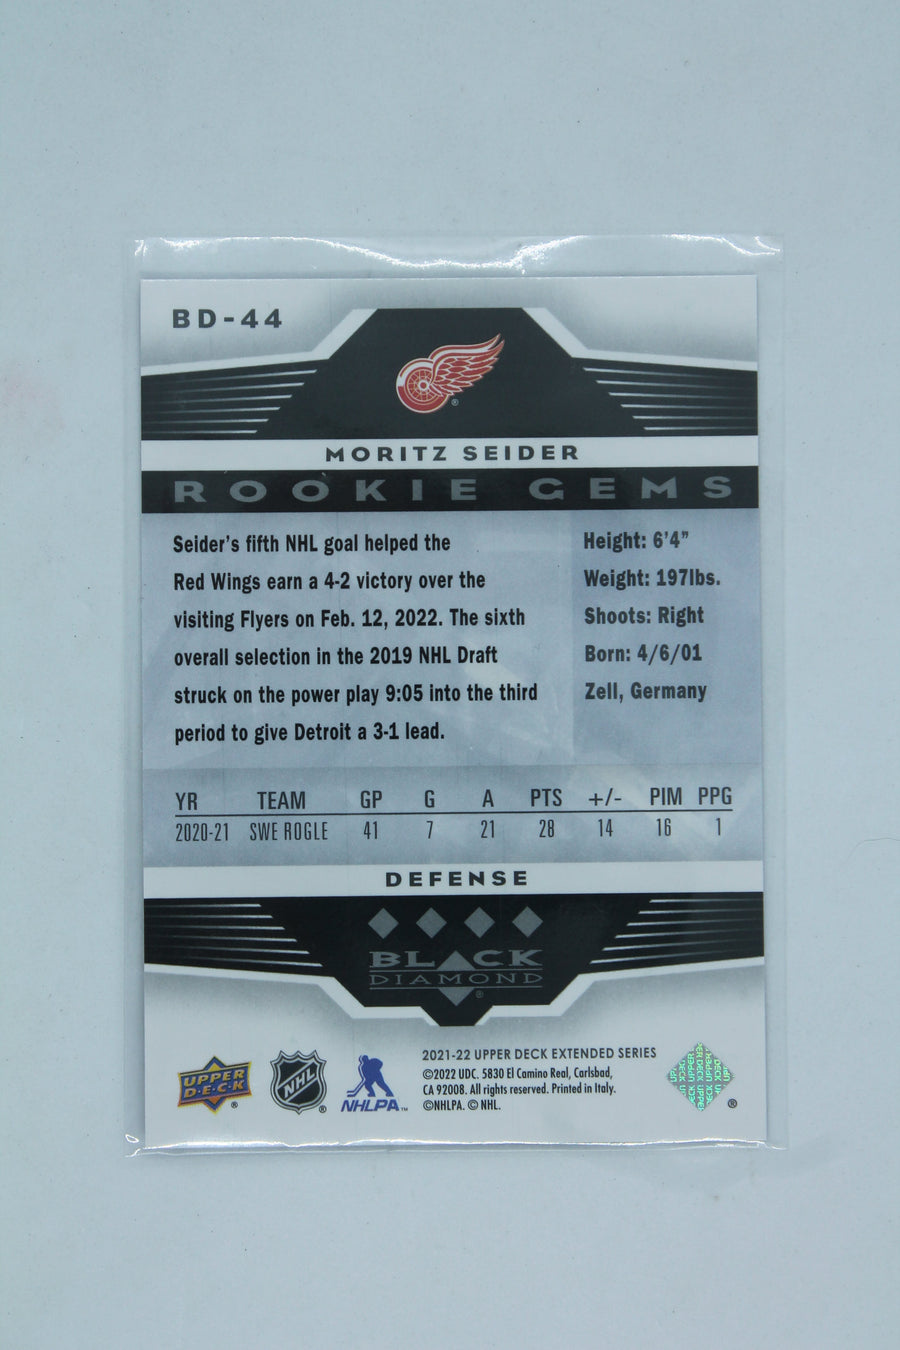 BD-44
MORITZ SEIDER
ROOKIE GEMS
Seider's fifth NHL goal helped the
Red Wings earn a 4-2 victory over the
visiting Flyers on Feb. 12, 2022. The sixth
overall selection in the 2019 NHL Draft
struck on the power play 9:05 into the third
period to give Detroit a 3-1 lead.
Height: 6'4"
Weight: 197lbs.
Shoots: Right
Born: 4/6/01
Zell, Germany
YR TEAM GP G A PTS +/- PIM PPG
2020-21 SWE ROGLE 41 7 21 28 14 16 1
DEFENSE
BLACK
DIAMOND
®
UPPER
D·E·C·K
®
NHL
®
NHLPA™
2021-22 UPPER DECK EXTENDED SERIES
©2022 UDC. 5830 El Camino Real, Carlsbad,
CA 92008. All rights reserved. Printed in Italy.
©NHLPA. © NHL.
®